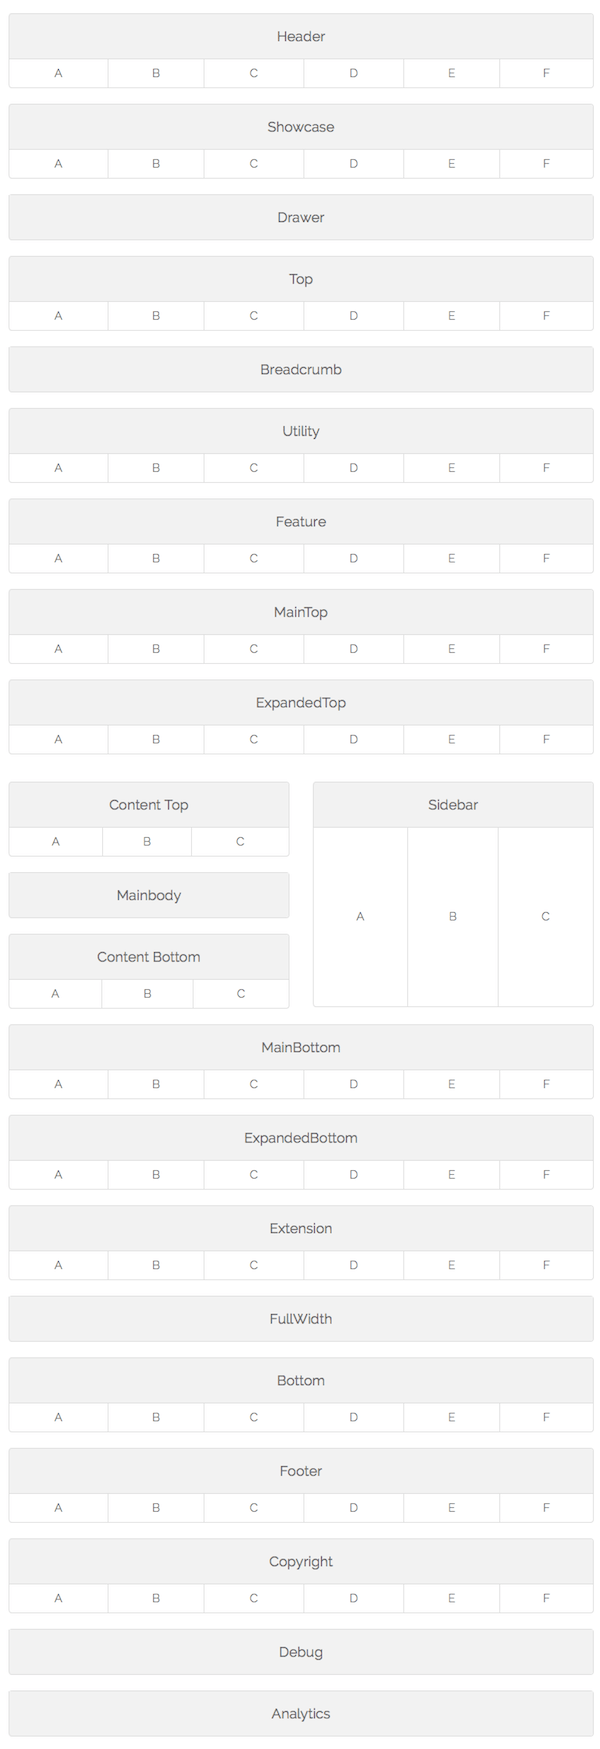 Header
A B C D E F
Showcase
A B C D E F
Drawer
Top
A B C D E F
Breadcrumb
Utility
A B C D E F
Feature
A B C D E F
MainTop
A B C D E F
ExpandedTop
A B C D E F
Content Top
A B C
Mainbody
Content Bottom
A B C
Sidebar
A B C
MainBottom
A B C D E F
ExpandedBottom
A B C D E F
Extension
A B C D E F
FullWidth
Bottom
A B C D E F
Footer
A B C D E F
Copyright
A B C D E F
Debug
Analytics